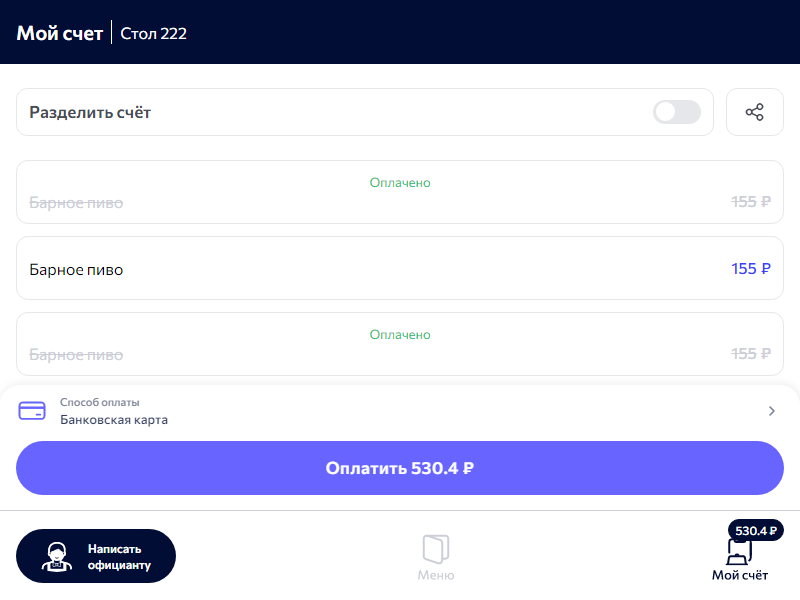 Мой счет Стол 222
Разделить счёт
Оплачено
Барное пиво 155 ₽
Барное пиво 155 ₽
Оплачено
Барное пиво 155 ₽
Способ оплаты
Банковская карта
Оплатить 530.4 ₽
530.4 ₽
Написать
официанту
Меню
Мой счёт